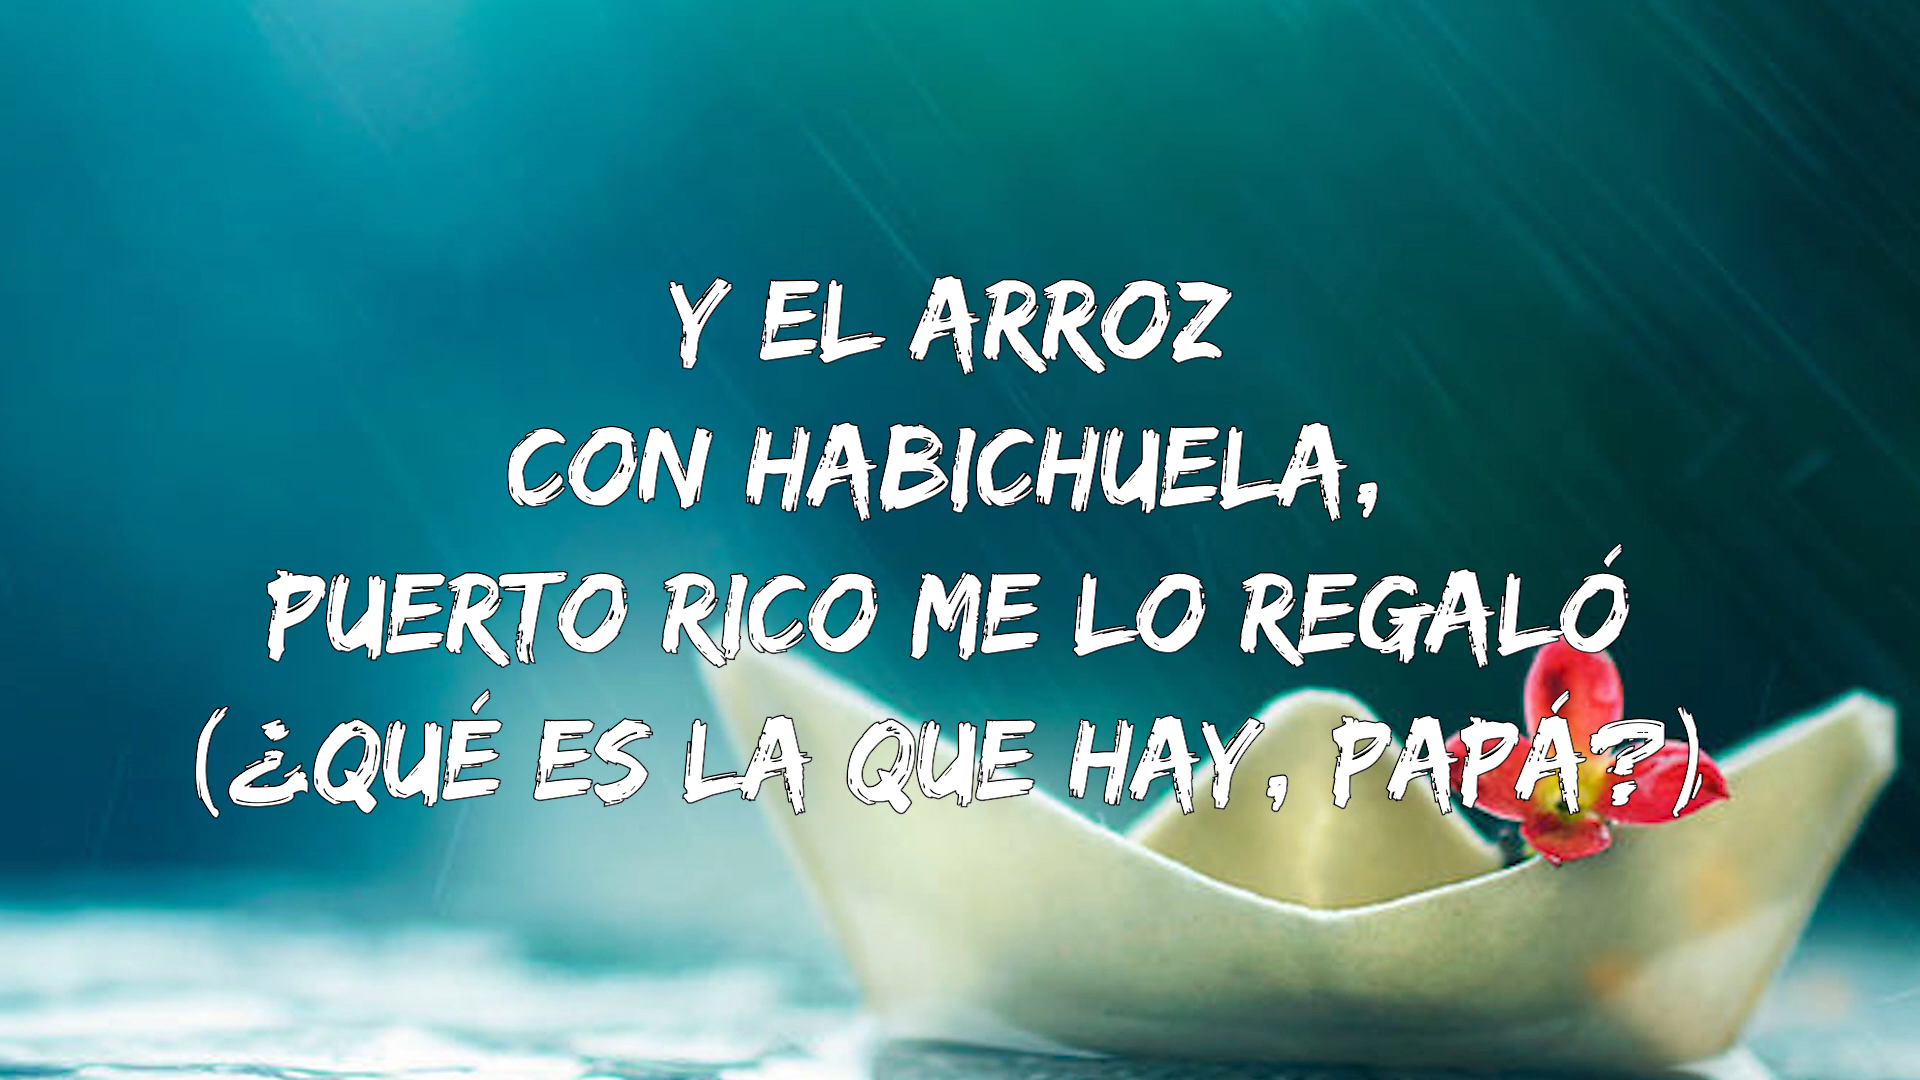 Y EL ARROZ
CON HABICHUELA,
PUERTO RICO ME LO REGALÓ
(¿QUÉ ES LA QUE HAY, PAPÁ?)